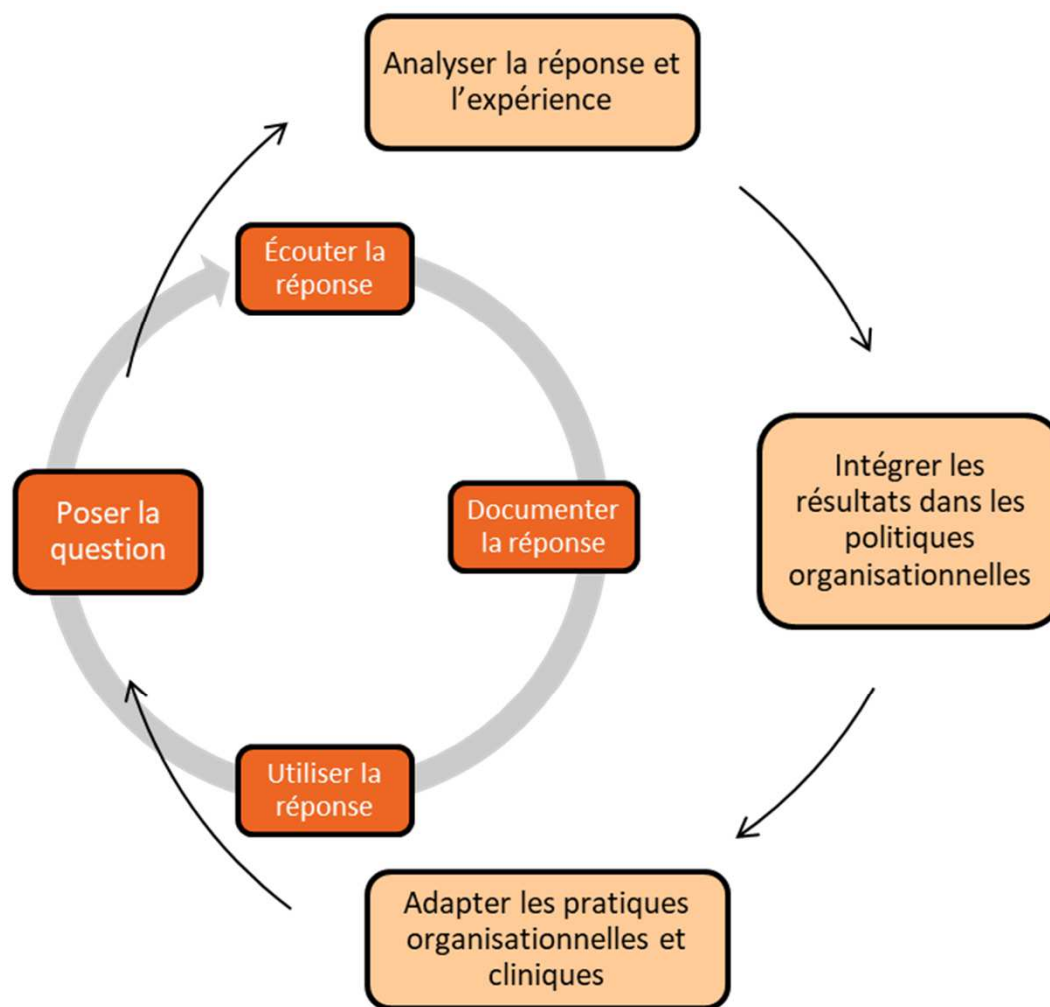 Analyser la réponse et
l’expérience
Écouter la
réponse
Poser la
question
Documenter
la réponse
Intégrer les
résultats dans les
politiques
organisationnelles
Utiliser la
réponse
Adapter les pratiques
organisationnelles et
cliniques